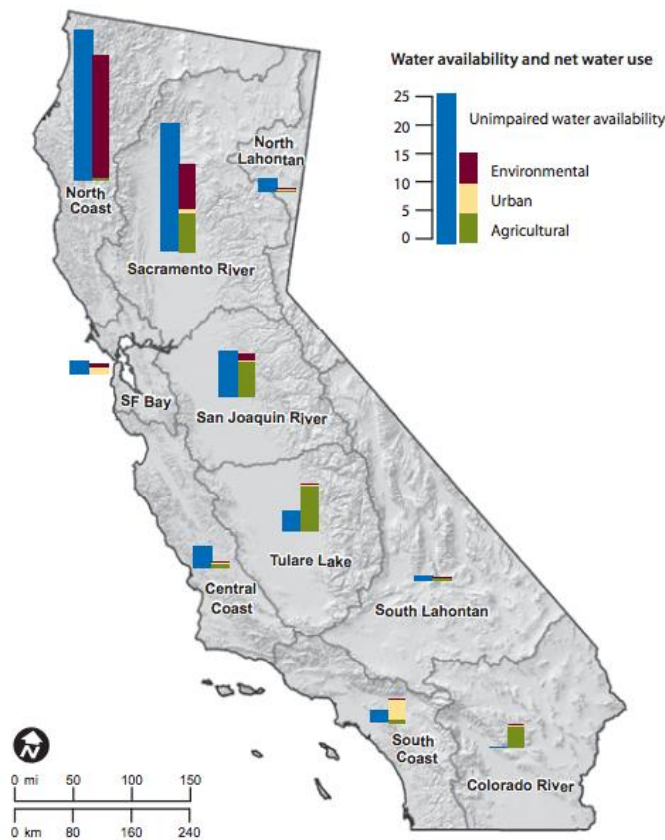 Water availability and net water use
25
20
15
10
5
0
Unimpaired water availability
Environmental
Urban
Agricultural
North
Lahontan
North
Coast
Sacramento River
SF Bay
San Joaquin River
Tulare Lake
Central
Coast
South Lahontan
South
Coast
Colorado River
N
0 mi 50 100 150
0 km 80 160 240